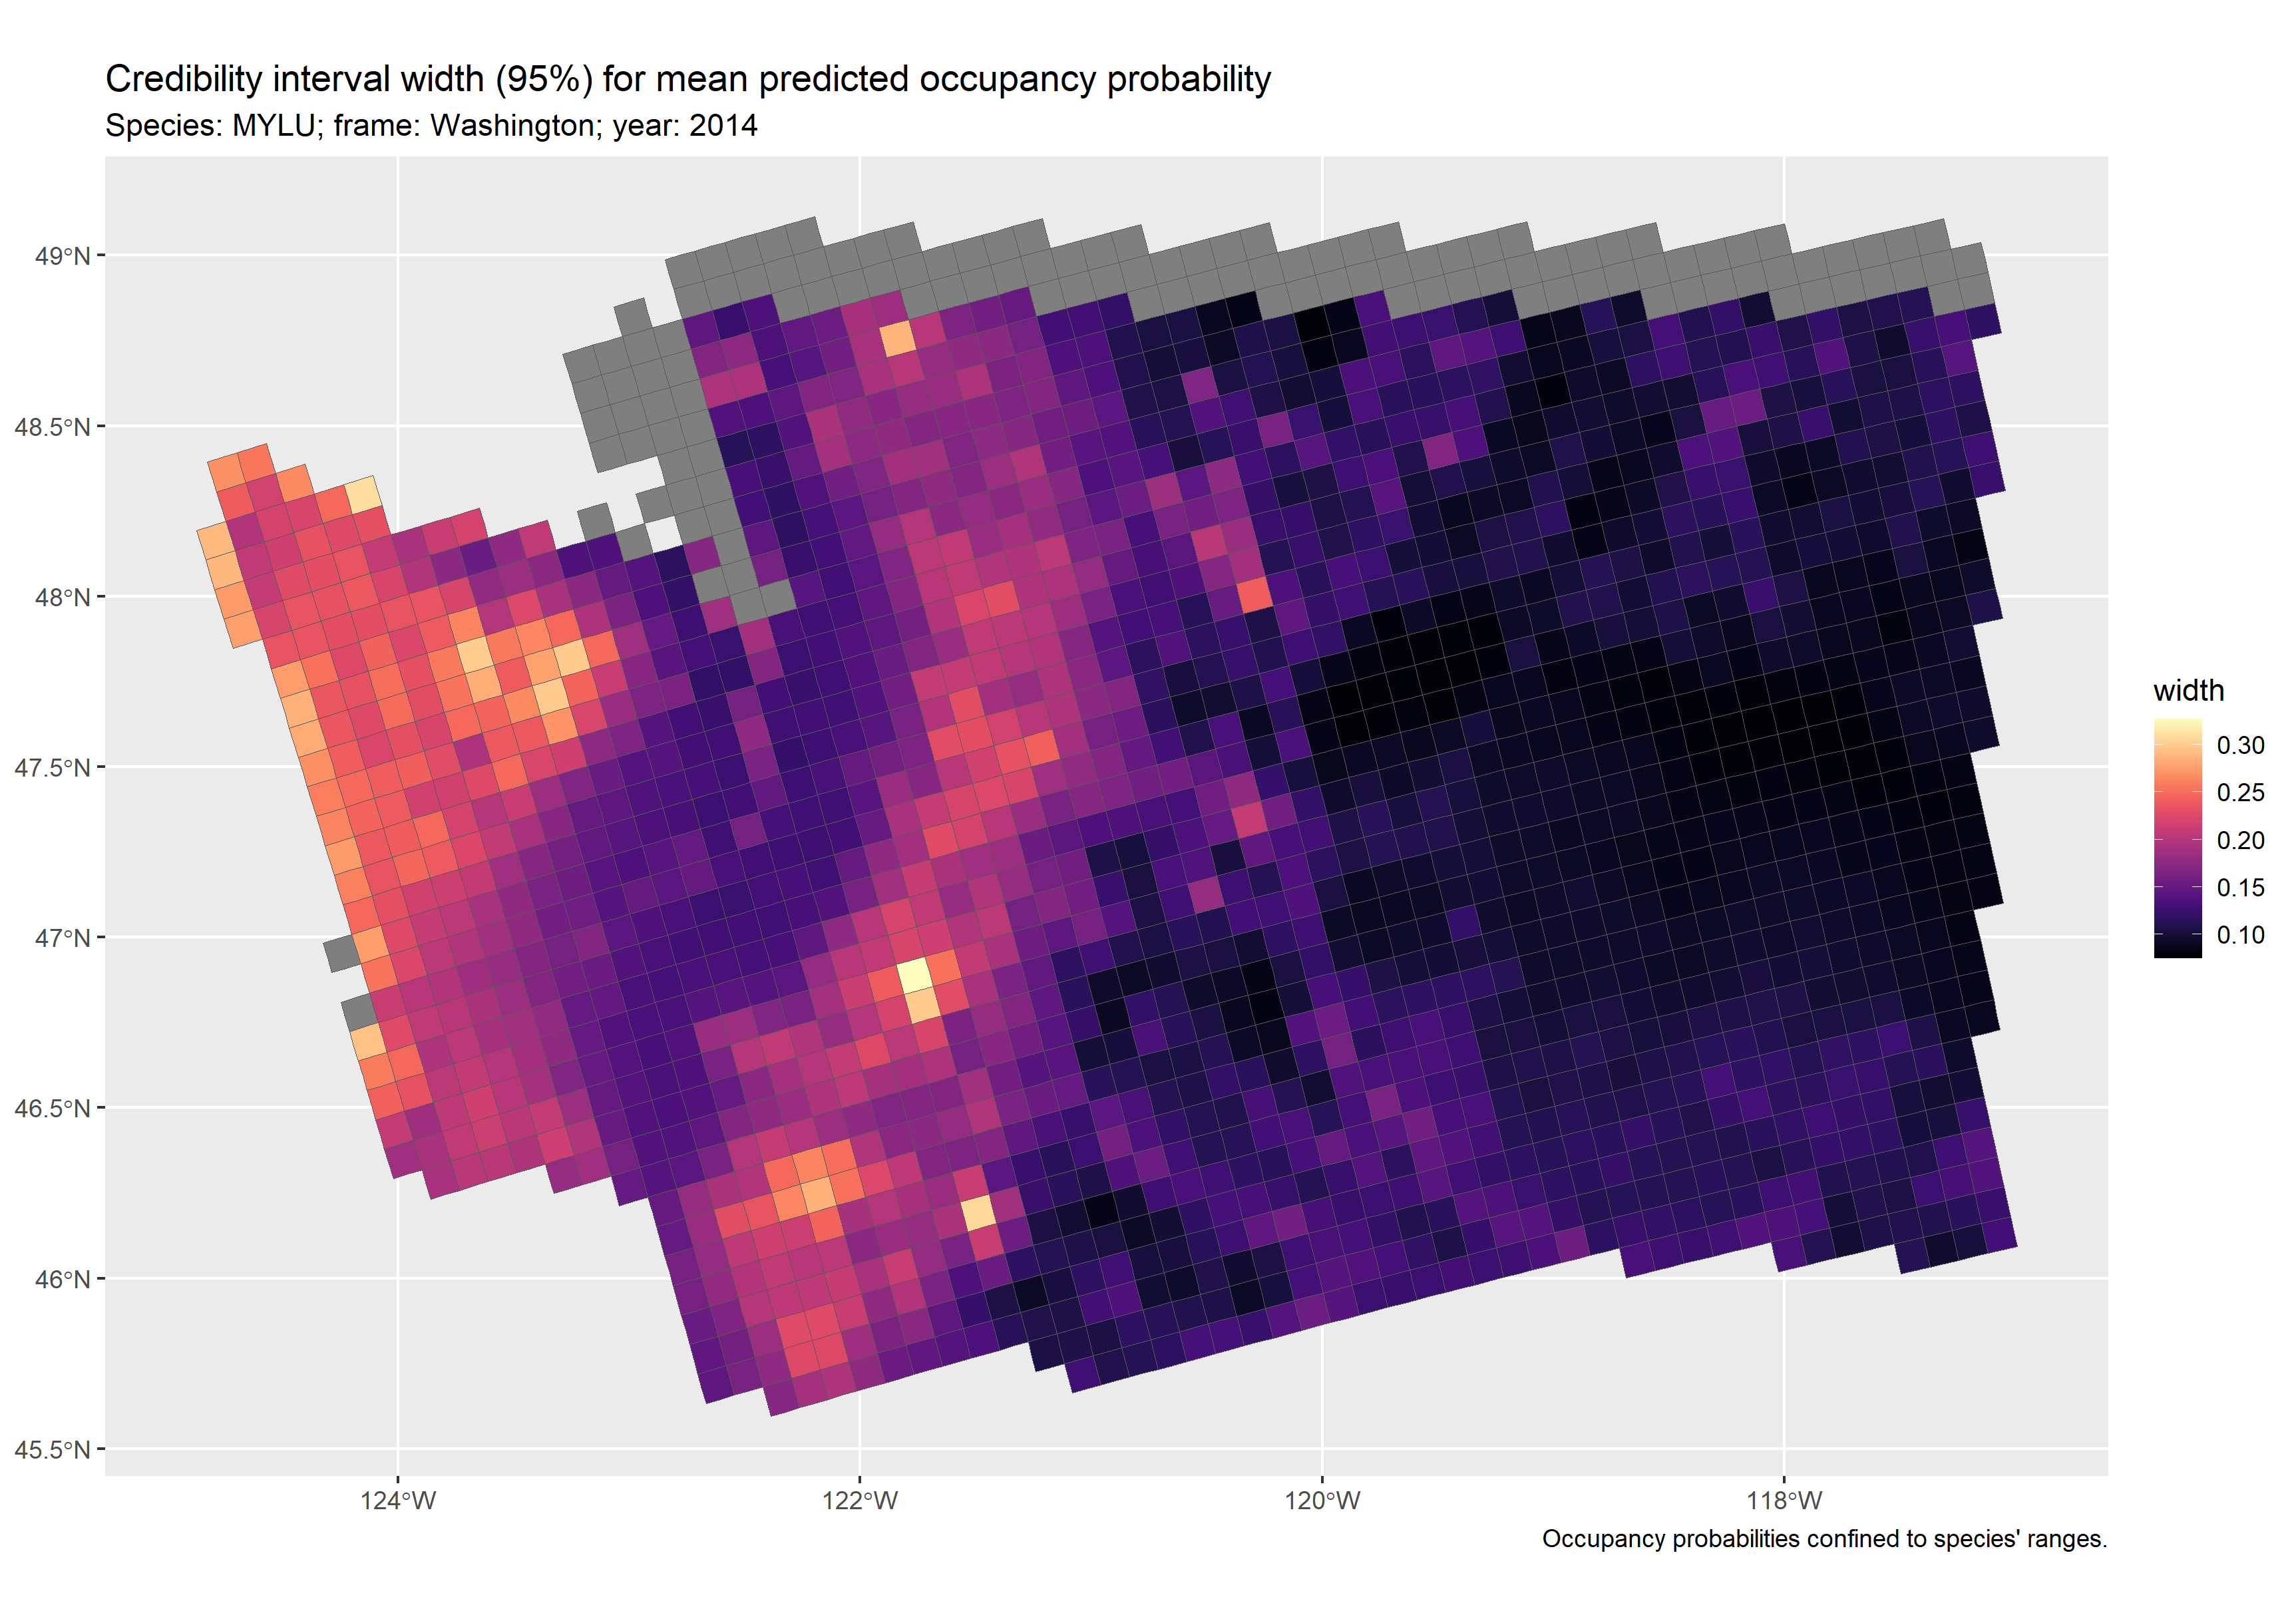 Credibility interval width (95%) for mean predicted occupancy probability
Species: MYLU; frame: Washington; year: 2014
49°N
48.5°N
48°N
47.5°N
47°N
46.5°N
46°N
45.5°N
124°W
122°W
120°W
118°W
width
0.30
0.25
0.20
0.15
0.10
Occupancy probabilities confined to species' ranges.